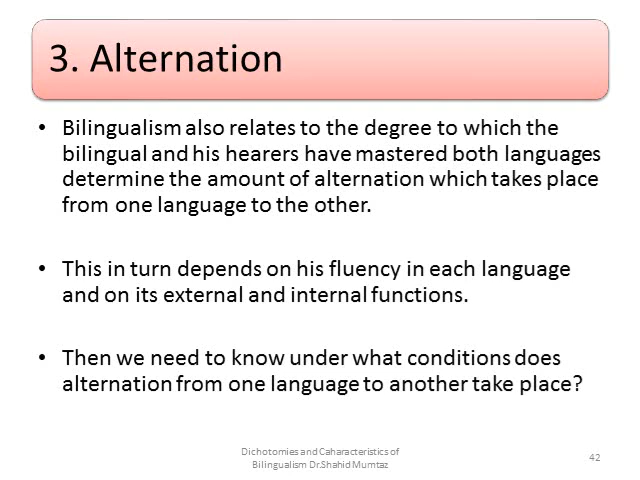 3. Alternation
• Bilingualism also relates to the degree to which the
bilingual and his hearers have mastered both languages
determine the amount of alternation which takes place
from one language to the other.
• This in turn depends on his fluency in each language
and on its external and internal functions.
• Then we need to know under what conditions does
alternation from one language to another take place?
Dichotomies and Caharacteristics of
Bilingualism Dr.Shahid Mumtaz
42